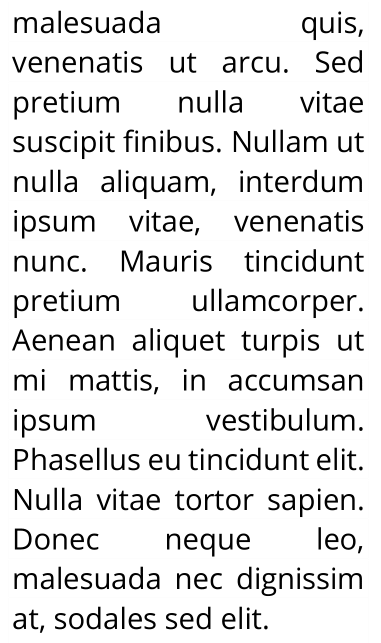 malesuada quis,
venenatis ut arcu. Sed
pretium nulla vitae
suscipit finibus. Nullam ut
nulla aliquam, interdum
ipsum vitae, venenatis
nunc. Mauris tincidunt
pretium ullamcorper.
Aenean aliquet turpis ut
mi mattis, in accumsan
ipsum vestibulum.
Phasellus eu tincidunt elit.
Nulla vitae tortor sapien.
Donec neque leo,
malesuada nec dignissim
at, sodales sed elit.